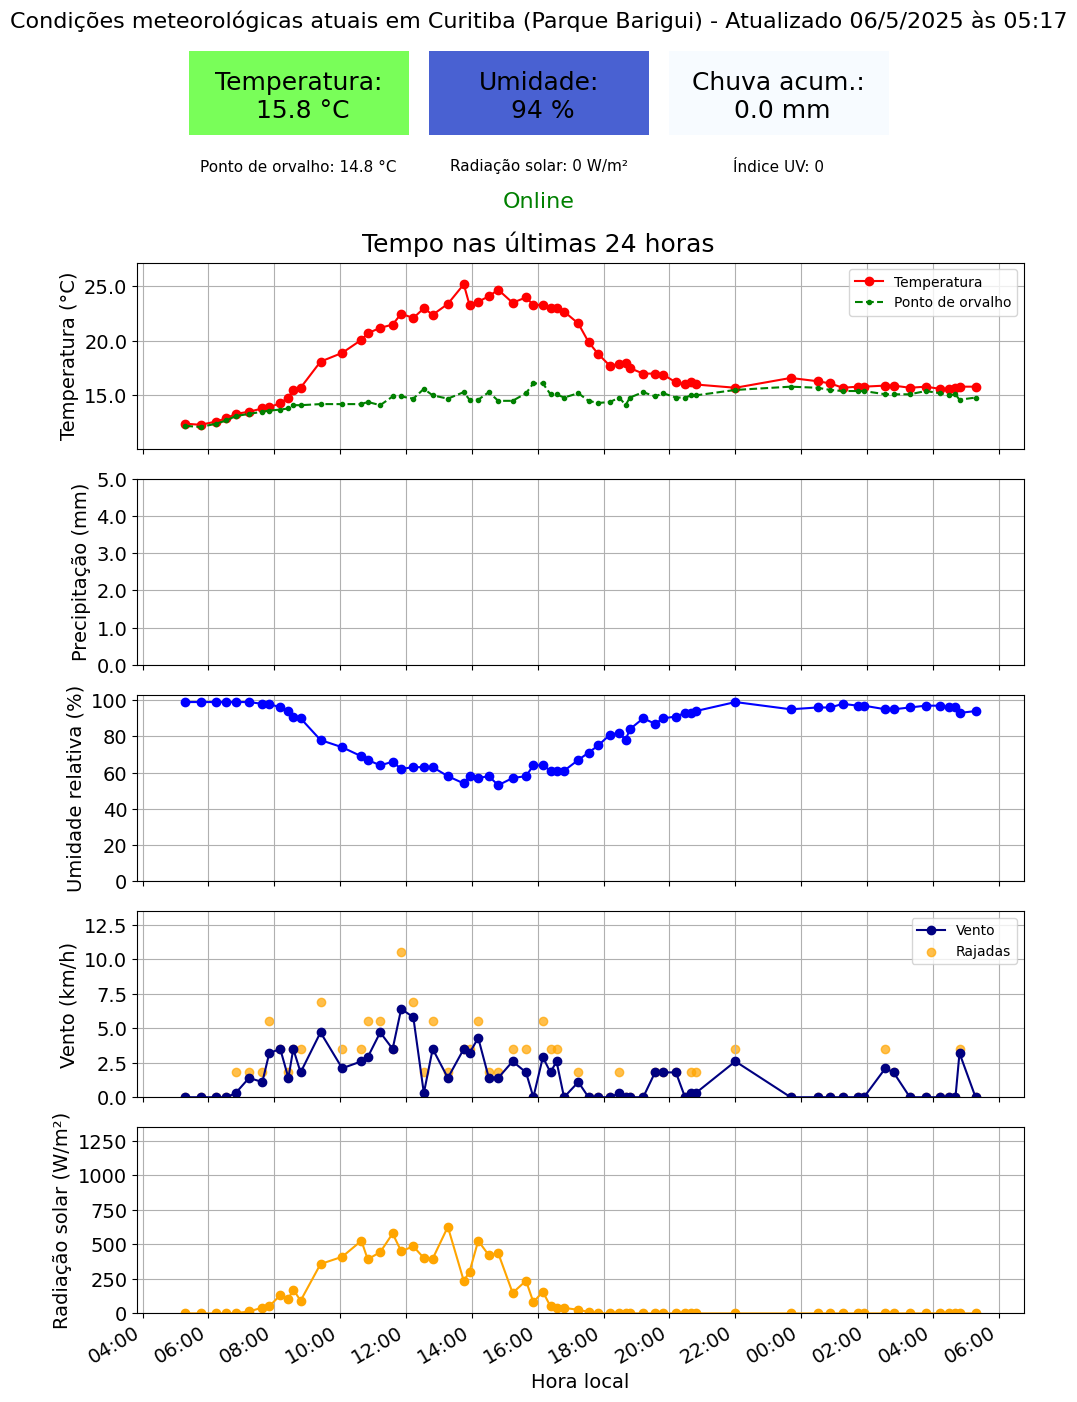 Condições meteorológicas atuais em Curitiba (Parque Barigui) - Atualizado 06/5/2025 às 05:17
Temperatura:
15.8 °C
Umidade:
94 %
Chuva acum.:
0.0 mm
Ponto de orvalho: 14.8 °C
Radiação solar: 0 W/m²
Índice UV: 0
Online
Tempo nas últimas 24 horas
Temperatura (°C)
25.0
20.0
15.0
Temperatura
Ponto de orvalho
Precipitação (mm)
5.0
4.0
3.0
2.0
1.0
0.0
Umidade relativa (%)
100
80
60
40
20
0
Vento (km/h)
12.5
10.0
7.5
5.0
2.5
0.0
Vento
Rajadas
Radiação solar (W/m²)
1250
1000
750
500
250
0
04:00
06:00
08:00
10:00
12:00
14:00
16:00
18:00
20:00
22:00
00:00
02:00
04:00
06:00
Hora local